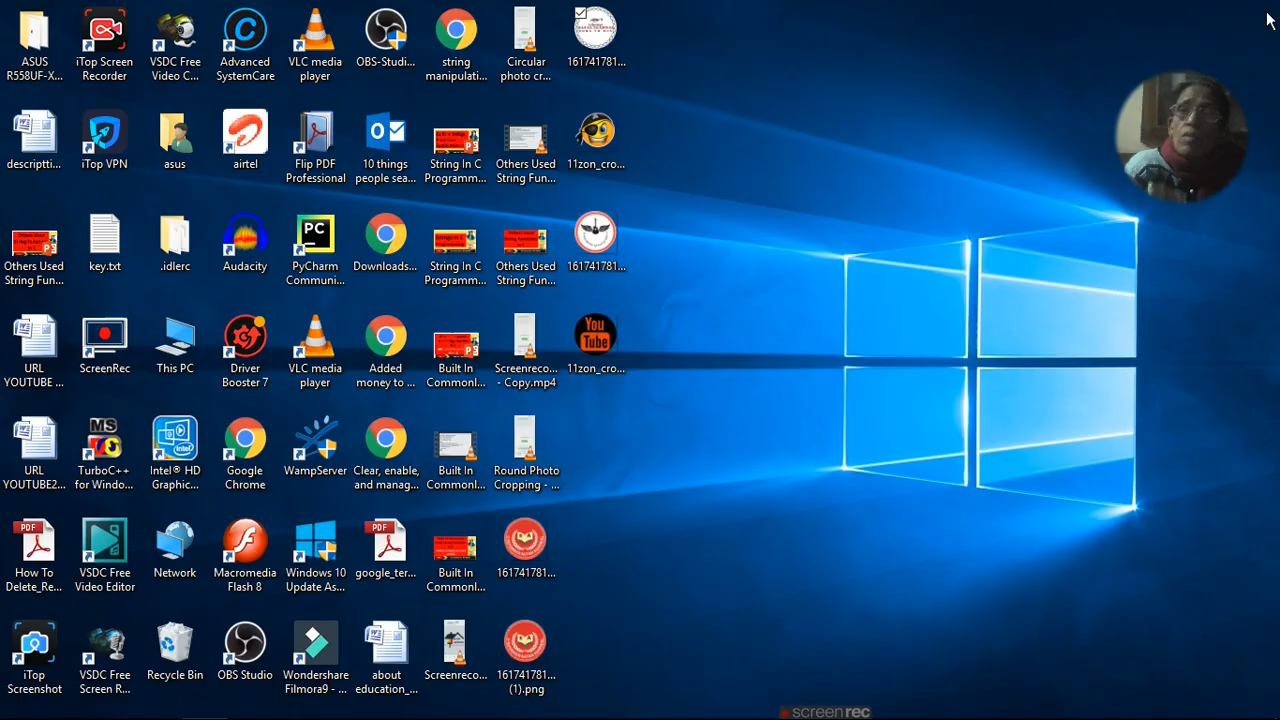 ASUS
R558UF-X...
iTop Screen
Recorder
VSDC Free
Video C...
Advanced
SystemCare
VLC media
player
OBS-Studi...
string
manipulati...
Circular
photo cr...
161741781...
descriptti...
iTop VPN
asus
airtel
Flip PDF
Professional
10 things
people sea...
String In C
Programm...
Others Used
String Fun...
11zon_cro...
Others Used
String Fun...
key.txt
.idlerc
Audacity
PC
PyCharm
Communi...
Downloads...
String In C
Programm...
Others Used
String Fun...
161741781...
URL
YOUTUBE ...
ScreenRec
This PC
Driver
Booster 7
VLC media
player
Added
money to ...
Built In
Commonl...
Screenreco...
- Copy.mp4
You
Tube
11zon_cro...
URL
YOUTUBE2...
MS
TurboC++
for Windo...
intel
Intel® HD
Graphic...
Google
Chrome
WampServer
Clear, enable,
and manag...
Built In
Commonl...
Round Photo
Cropping - ...
PDF
How To
Delete_Re...
VSDC Free
Video Editor
Network
Macromedia
Flash 8
Windows 10
Update As...
PDF
google_ter...
Built In
Commonl...
161741781...
iTop
Screenshot
VSDC Free
Screen R...
Recycle Bin
OBS Studio
Wondershare
Filmora9 - ...
about
education_...
Screenreco...
161741781...
(1).png
screenrec